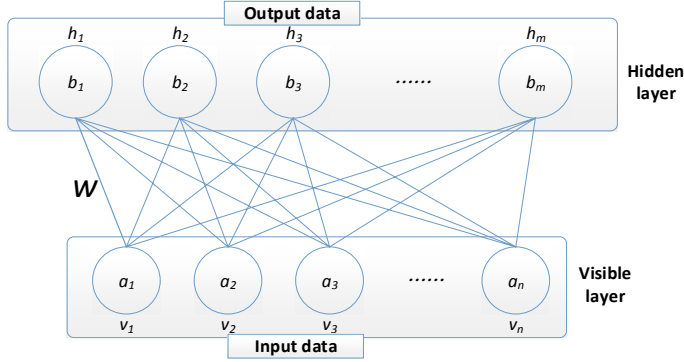 Output data
h1 h2 h3 hm
b1 b2 b3 ...... bm
Hidden
layer
W
a1 a2 a3 ...... an
Visible
layer
v1 v2 v3 vn
Input data